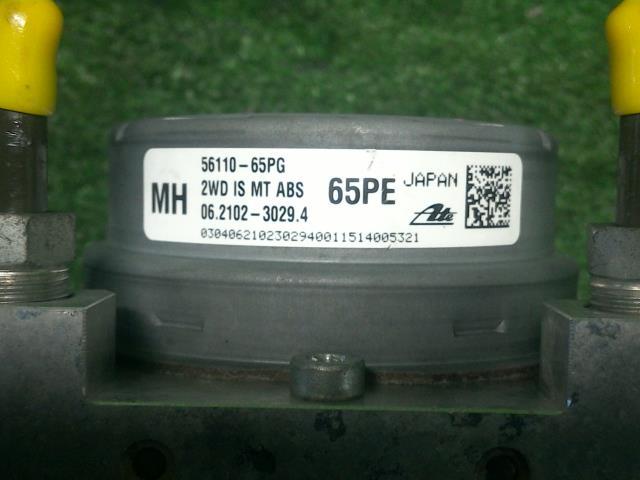 MH
56110-65PG
2WD IS MT ABS
06.2102-3029.4
65PE
JAPAN
Ate
0304062102302940011514005321